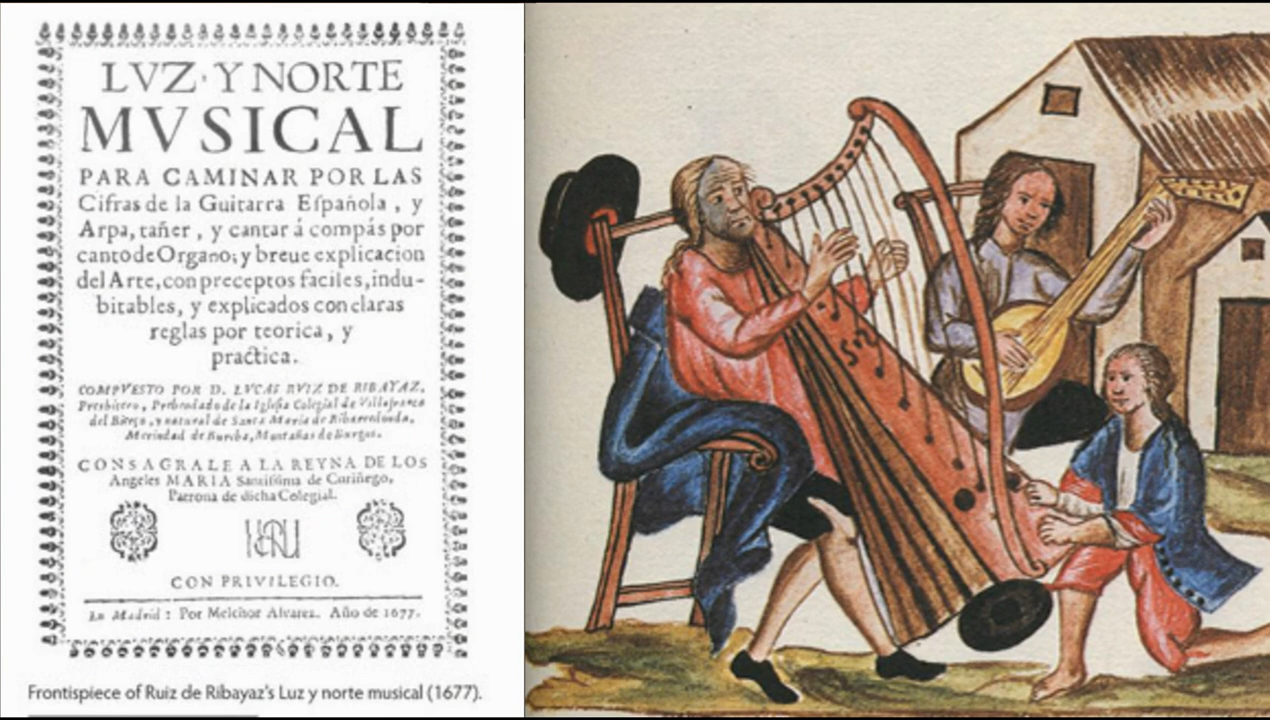 LVZ·Y NORTE
MVSICAL
PARA CAMINAR POR LAS
Cifras de la Guitarra Eſpañola, y
Arpa, tañer, y cantar á compás por
canto de Organo; y breue explicacion
del Arte, con preceptos faciles, indu-
bitables, y explicados con claras
reglas por teorica, y
practica.
COMPVESTO POR D. LVCAS RVIZ DE RIBAYAZ,
Presbitero, Prebendado de la Igleſia Colegial de Villafranca
del Bierço, y natural de Santa Maria de Ribarredonda,
Merindad de Bureba, Montañas de Burgos.
CONSAGRALE A LA REYNA DE LOS
Angeles MARIA Santiſſima de
Patrona de dicha Colegial.
CON PRIVILEGIO.
En Madrid: Por Melchor Alvarez. Año de 1677.
Frontispiece of Ruiz de Ribayaz's Luz y norte musical (1677).